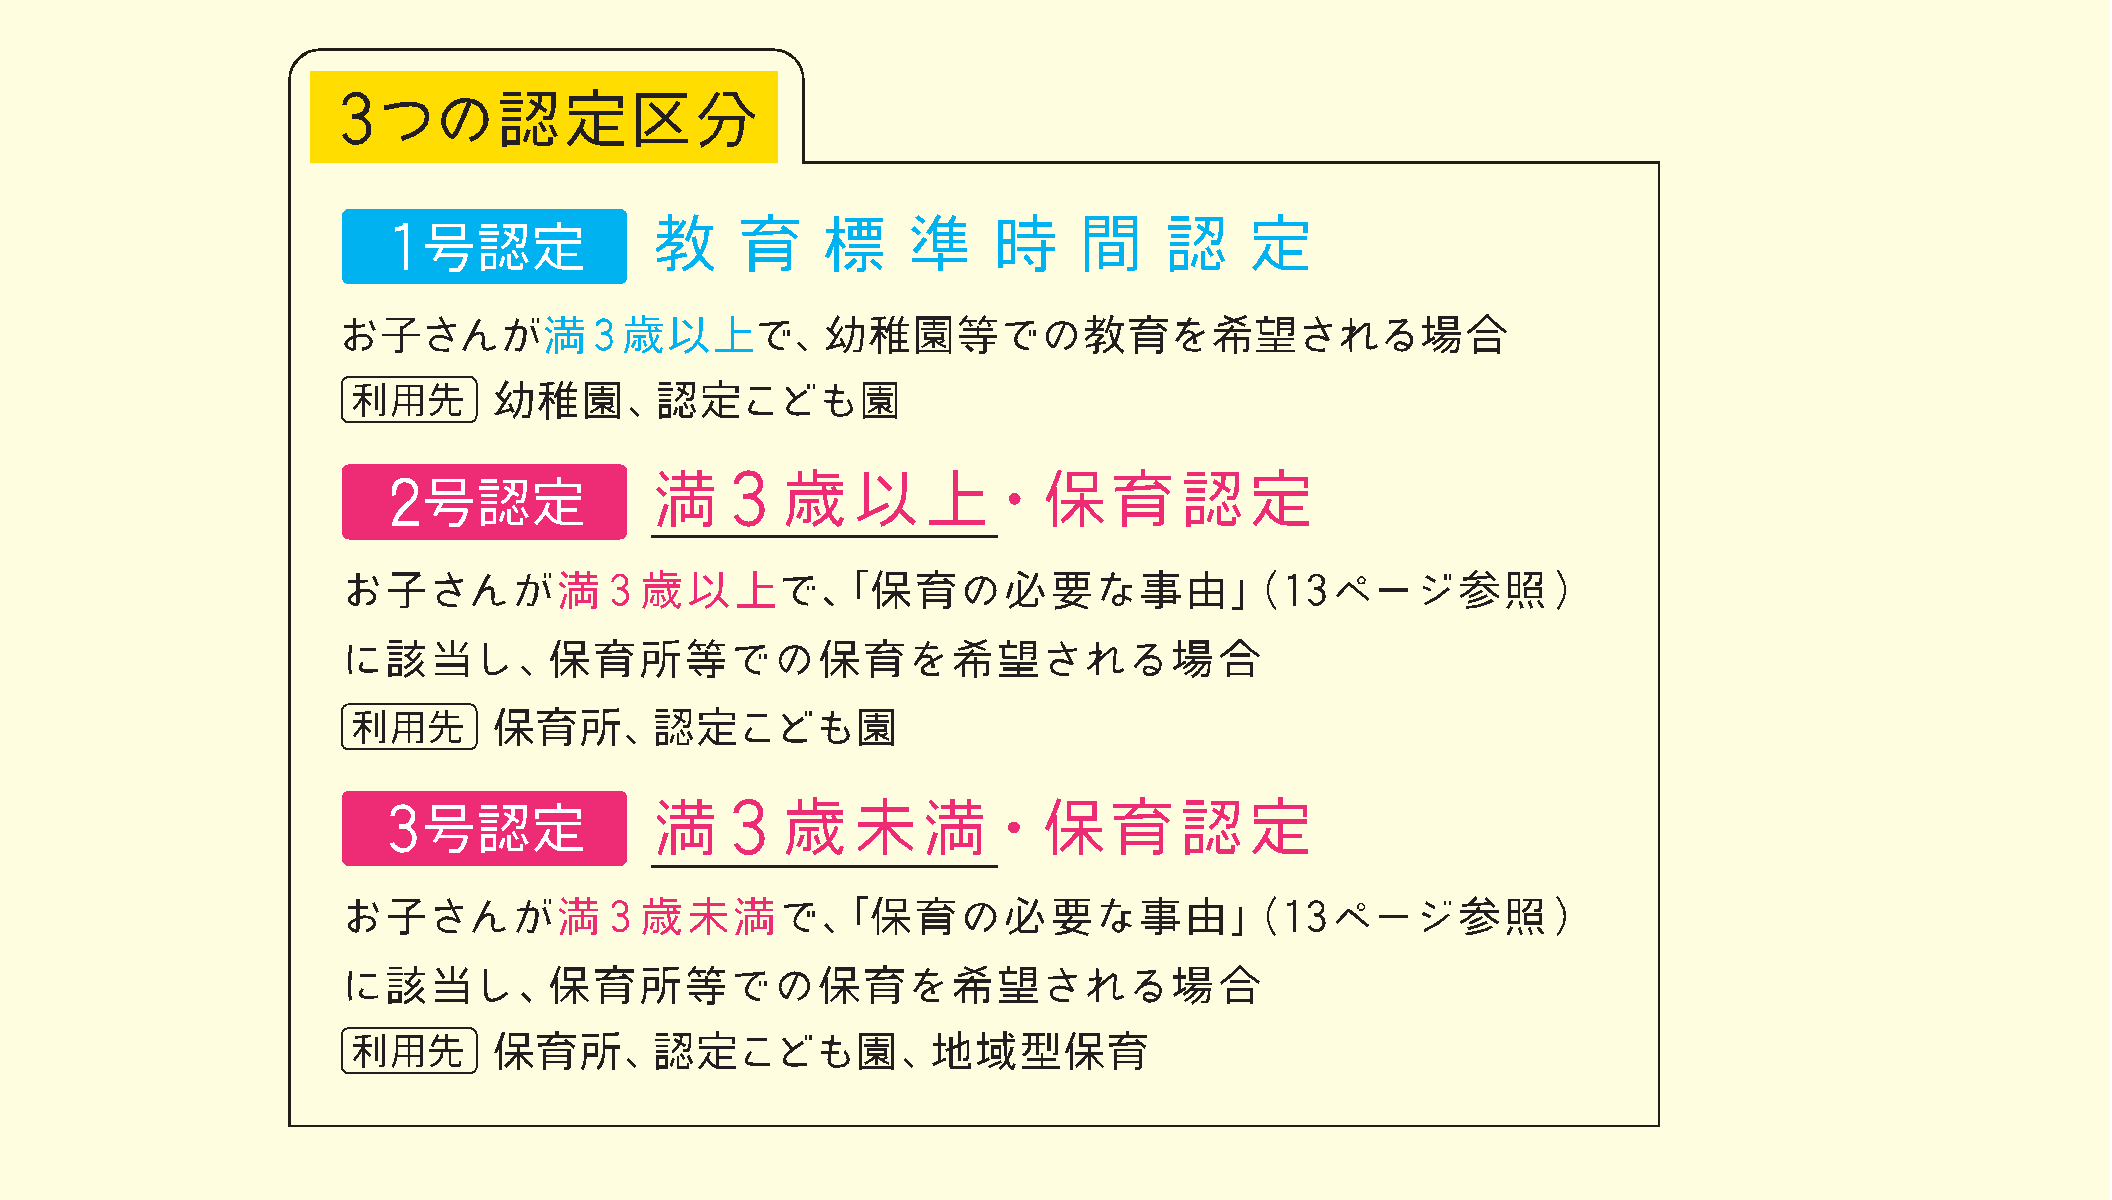 3つの認定区分
1号認定 教育標準時間認定
お子さんが満3歳以上で、幼稚園等での教育を希望される場合
利用先 幼稚園、認定こども園
2号認定 満3歳以上・保育認定
お子さんが満3歳以上で、「保育の必要な事由」(13ページ参照)
に該当し、保育所等での保育を希望される場合
利用先 保育所、認定こども園
3号認定 満3歳未満・保育認定
お子さんが満3歳未満で、「保育の必要な事由」(13ページ参照)
に該当し、保育所等での保育を希望される場合
利用先 保育所、認定こども園、地域型保育